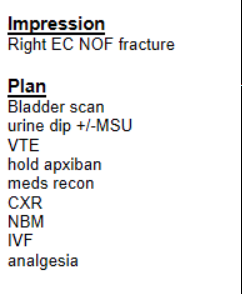 Impression
Right EC NOF fracture
Plan
Bladder scan
urine dip +/-MSU
VTE
hold apxiban
meds recon
CXR
NBM
IVF
analgesia